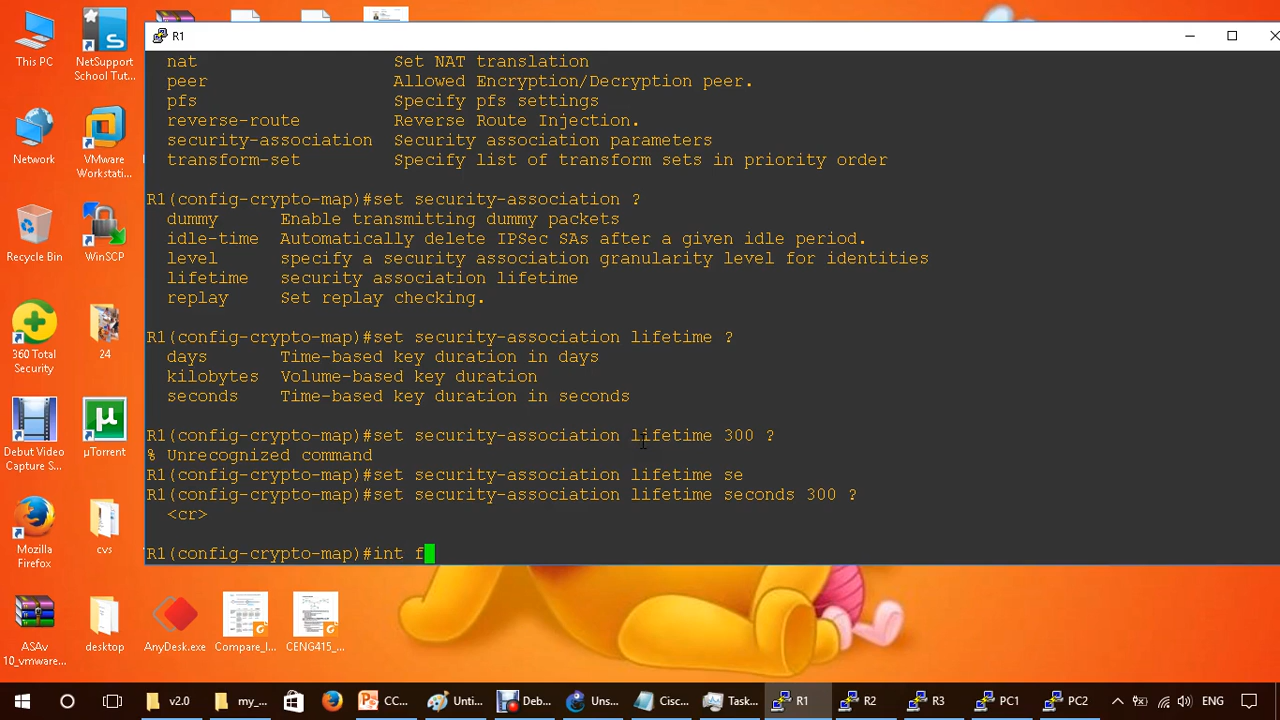 This PC
NetSupport
School Tut...
Network
VMware
Workstati...
Recycle Bin
WinSCP
360 Total
Security
24
Debut Video
Capture S...
µTorrent
Mozilla
Firefox
cvs
ASAv
10_vmware...
desktop
AnyDesk.exe
Compare_I...
CENG415_...
R1
nat Set NAT translation
peer Allowed Encryption/Decryption peer.
pfs Specify pfs settings
reverse-route Reverse Route Injection.
security-association Security association parameters
transform-set Specify list of transform sets in priority order
R1(config-crypto-map)#set security-association ?
dummy Enable transmitting dummy packets
idle-time Automatically delete IPSec SAs after a given idle period.
level specify a security association granularity level for identities
lifetime security association lifetime
replay Set replay checking.
R1(config-crypto-map)#set security-association lifetime ?
days Time-based key duration in days
kilobytes Volume-based key duration
seconds Time-based key duration in seconds
R1(config-crypto-map)#set security-association lifetime 300 ?
% Unrecognized command
R1(config-crypto-map)#set security-association lifetime se
R1(config-crypto-map)#set security-association lifetime seconds 300 ?
<cr>
R1(config-crypto-map)#int f
v2.0
my_...
CC...
Unti...
Deb...
Uns...
Cisc...
Task...
R1
R2
R3
PC1
PC2
ENG